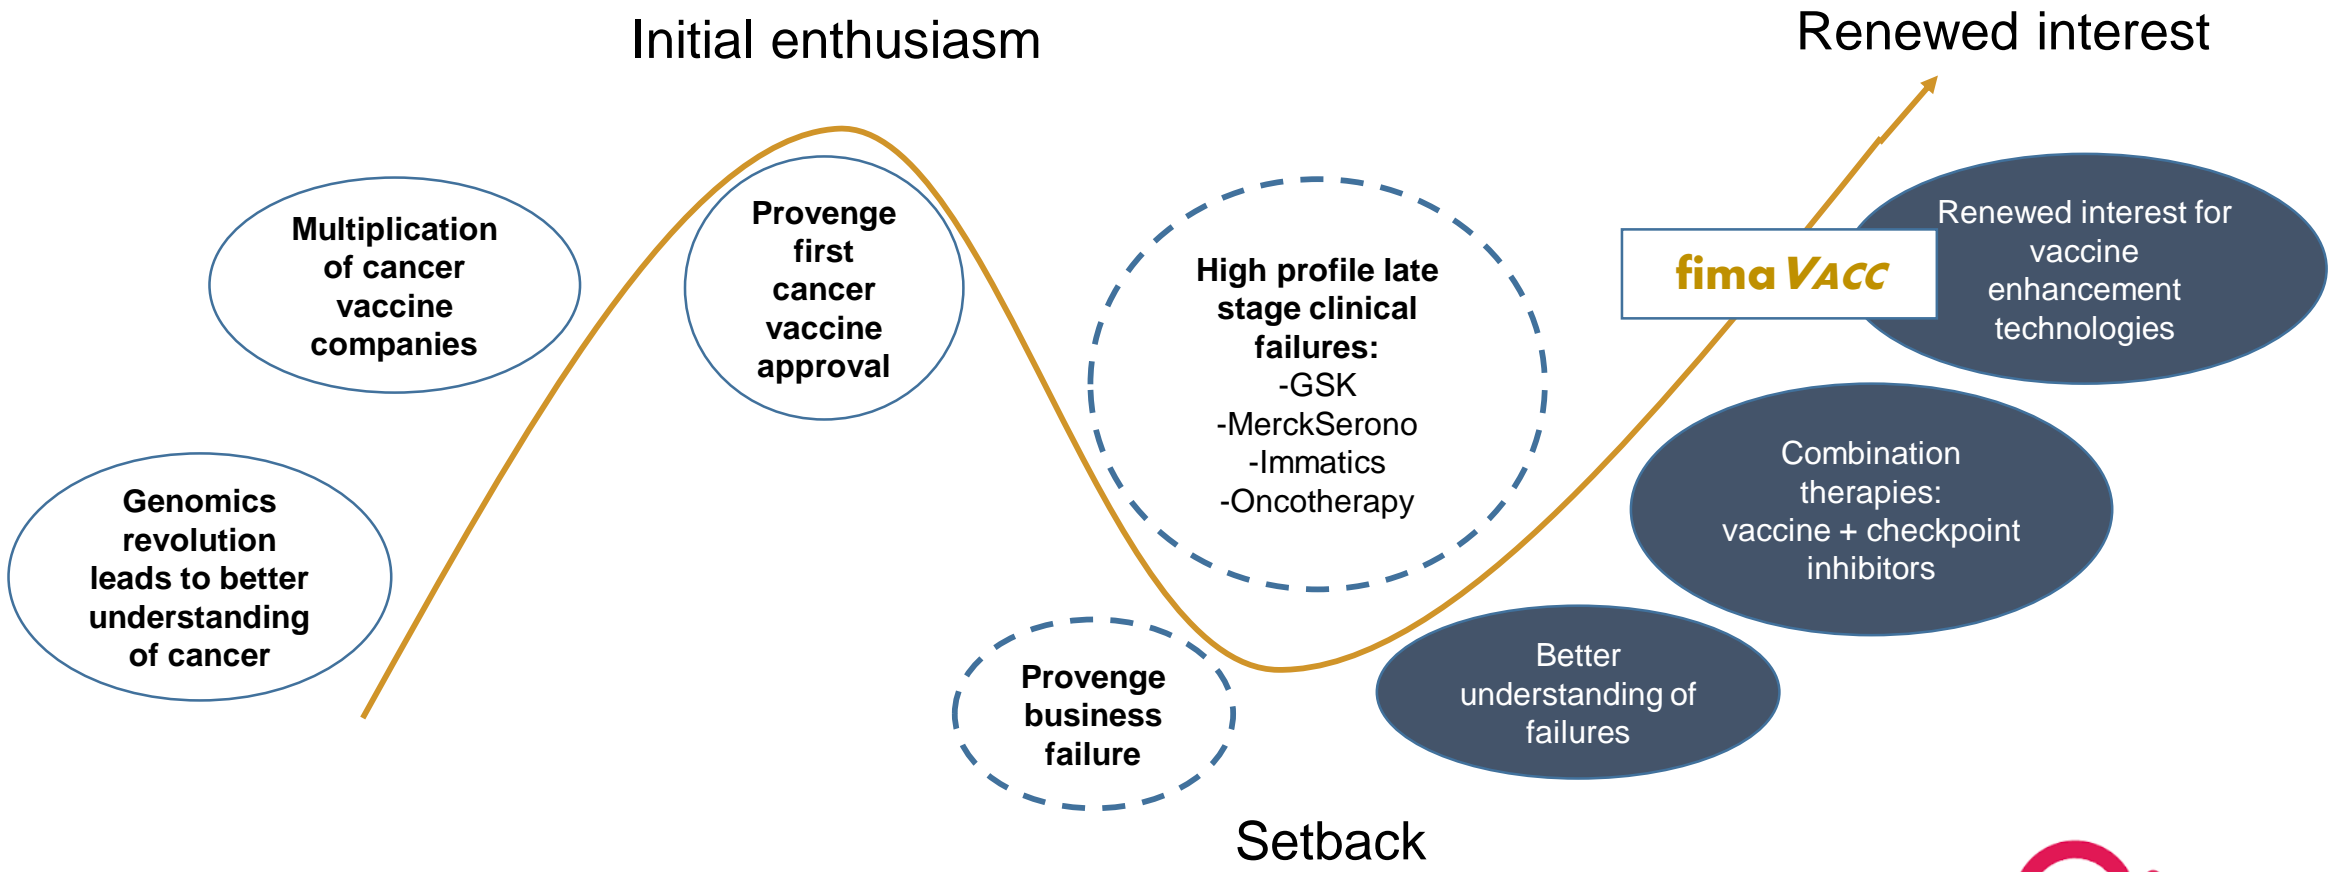 Initial enthusiasm
Renewed interest
Multiplication
of cancer
vaccine
companies
Provenge
first
cancer
vaccine
approval
High profile late
stage clinical
failures:
-GSK
-MerckSerono
-Immatics
-Oncotherapy
fimaVACC
Renewed interest for
vaccine
enhancement
technologies
Genomics
revolution
leads to better
understanding
of cancer
Combination
therapies:
vaccine + checkpoint
inhibitors
Provenge
business
failure
Better
understanding of
failures
Setback